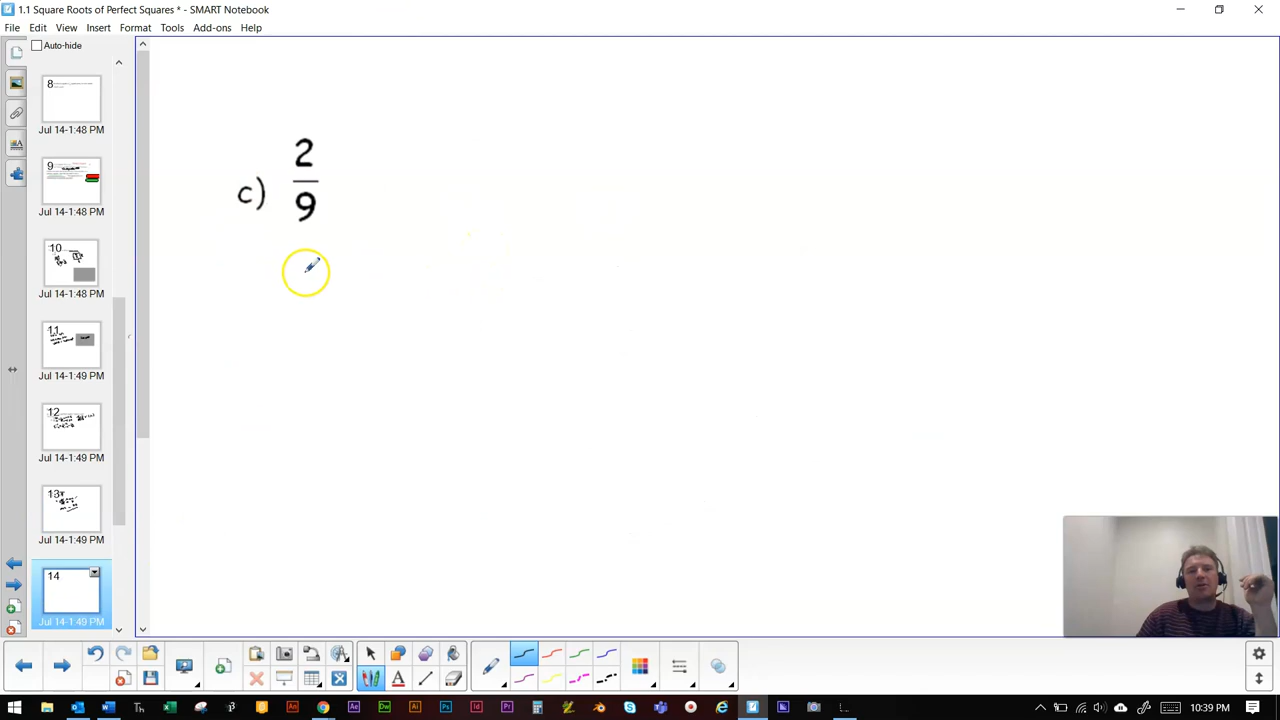 1.1 Square Roots of Perfect Squares * - SMART Notebook
File Edit View Insert Format Tools Add-ons Help
Auto-hide
8
Jul 14-1:48 PM
9
Jul 14-1:48 PM
10
Jul 14-1:48 PM
11
Jul 14-1:49 PM
12
Jul 14-1:49 PM
13
Jul 14-1:49 PM
14
Jul 14-1:49 PM
2
c)
9
10:39 PM